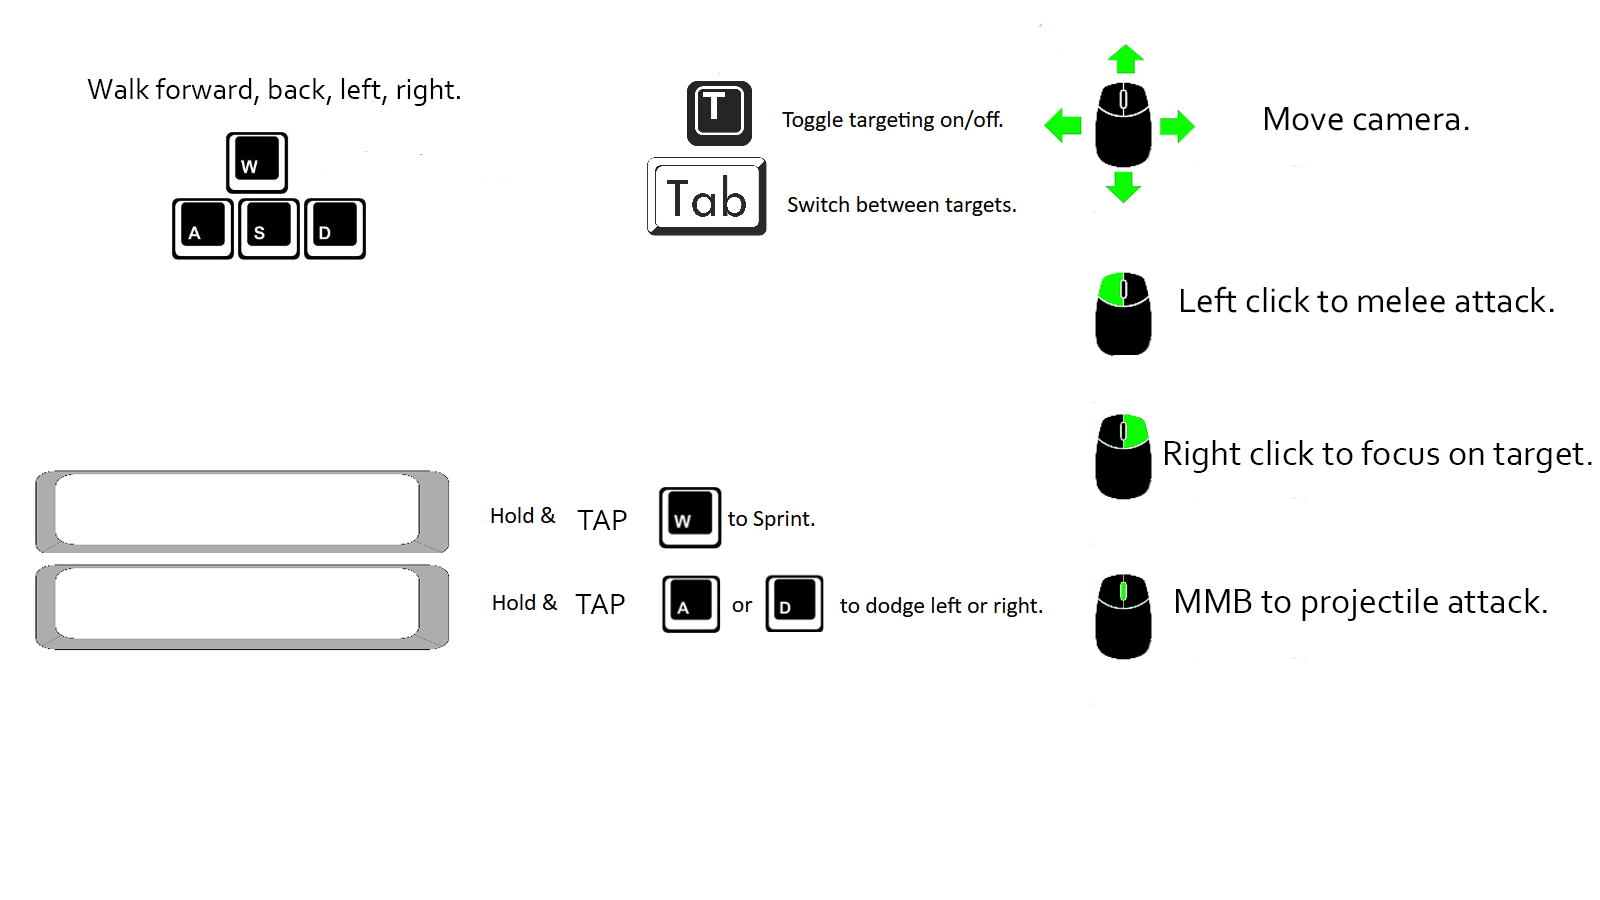 Walk forward, back, left, right.
W
A S D
T Toggle targeting on/off.
Tab Switch between targets.
Move camera.
Left click to melee attack.
Right click to focus on target.
Hold & TAP W to Sprint.
Hold & TAP A or D to dodge left or right.
MMB to projectile attack.